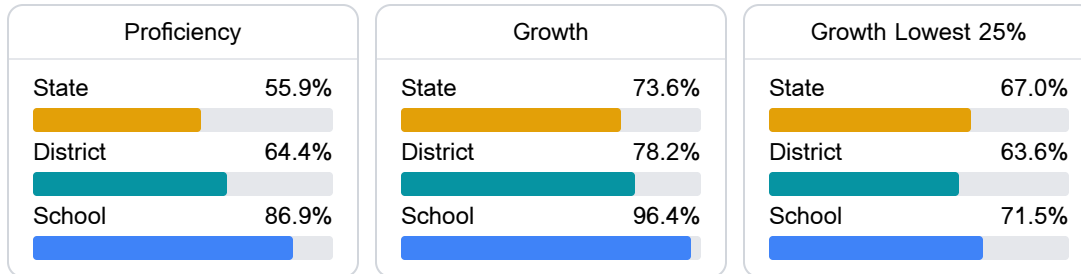 Proficiency
State 55.9%
District 64.4%
School 86.9%
Growth
State 73.6%
District 78.2%
School 96.4%
Growth Lowest 25%
State 67.0%
District 63.6%
School 71.5%